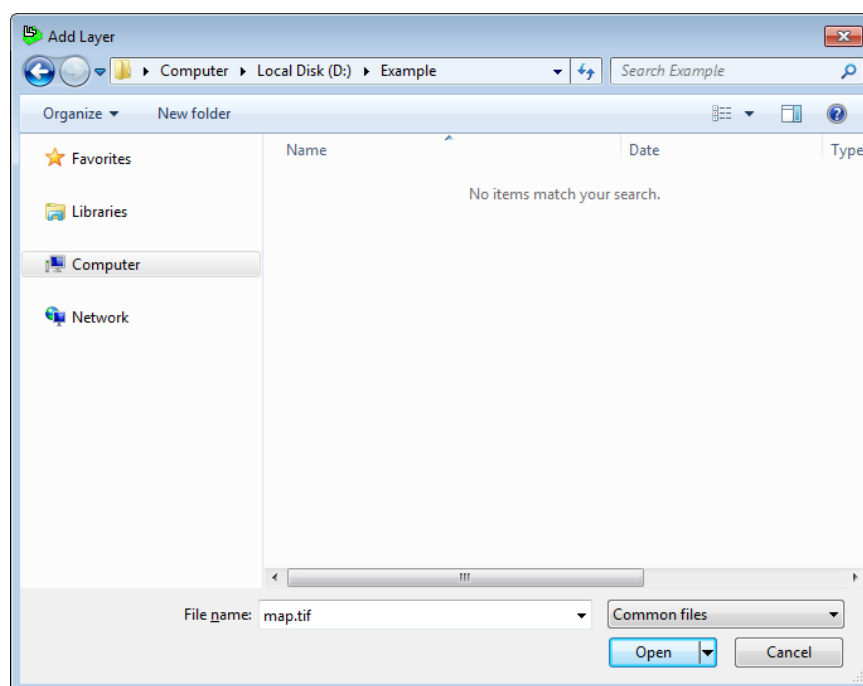 Add Layer
Computer Local Disk (D:) Example Search Example
Organize New folder
Name Date Type
Favorites
No items match your search.
Libraries
Computer
Network
File name: map.tif Common files
Open Cancel